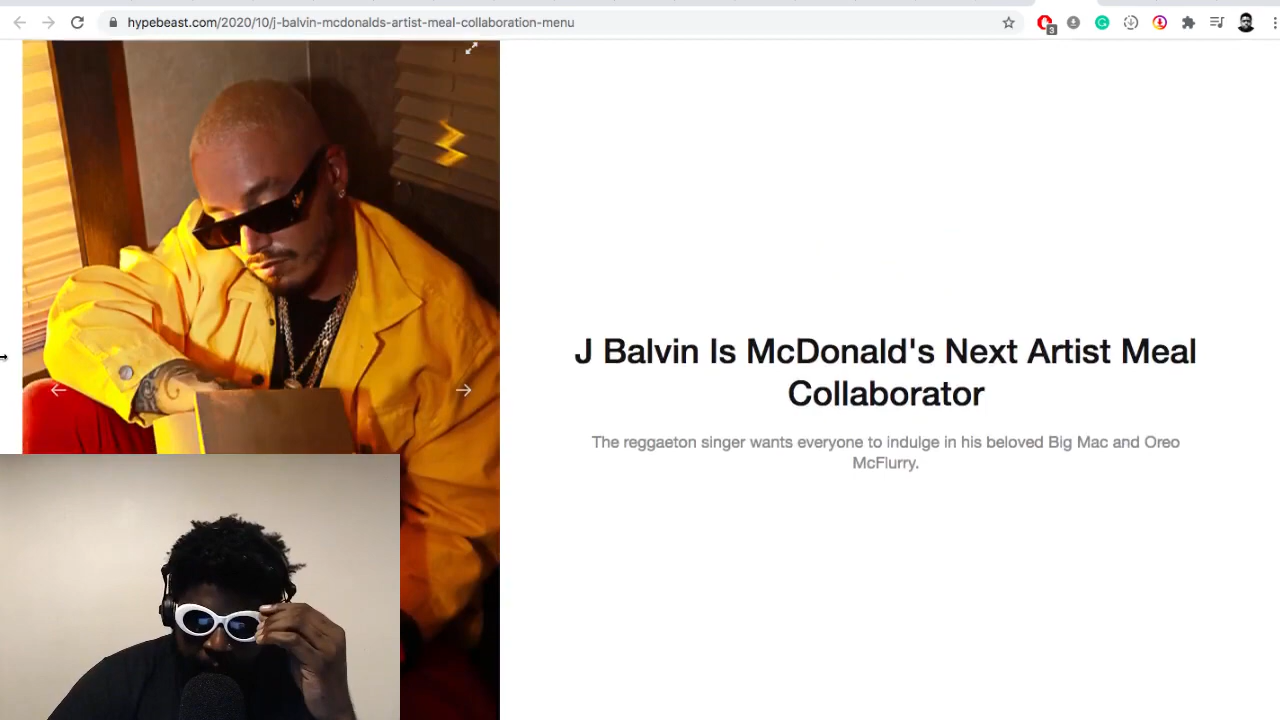 hypebeast.com/2020/10/j-balvin-mcdonalds-artist-meal-collaboration-menu
3
J Balvin Is McDonald's Next Artist Meal
Collaborator
The reggaeton singer wants everyone to indulge in his beloved Big Mac and Oreo
McFlurry.